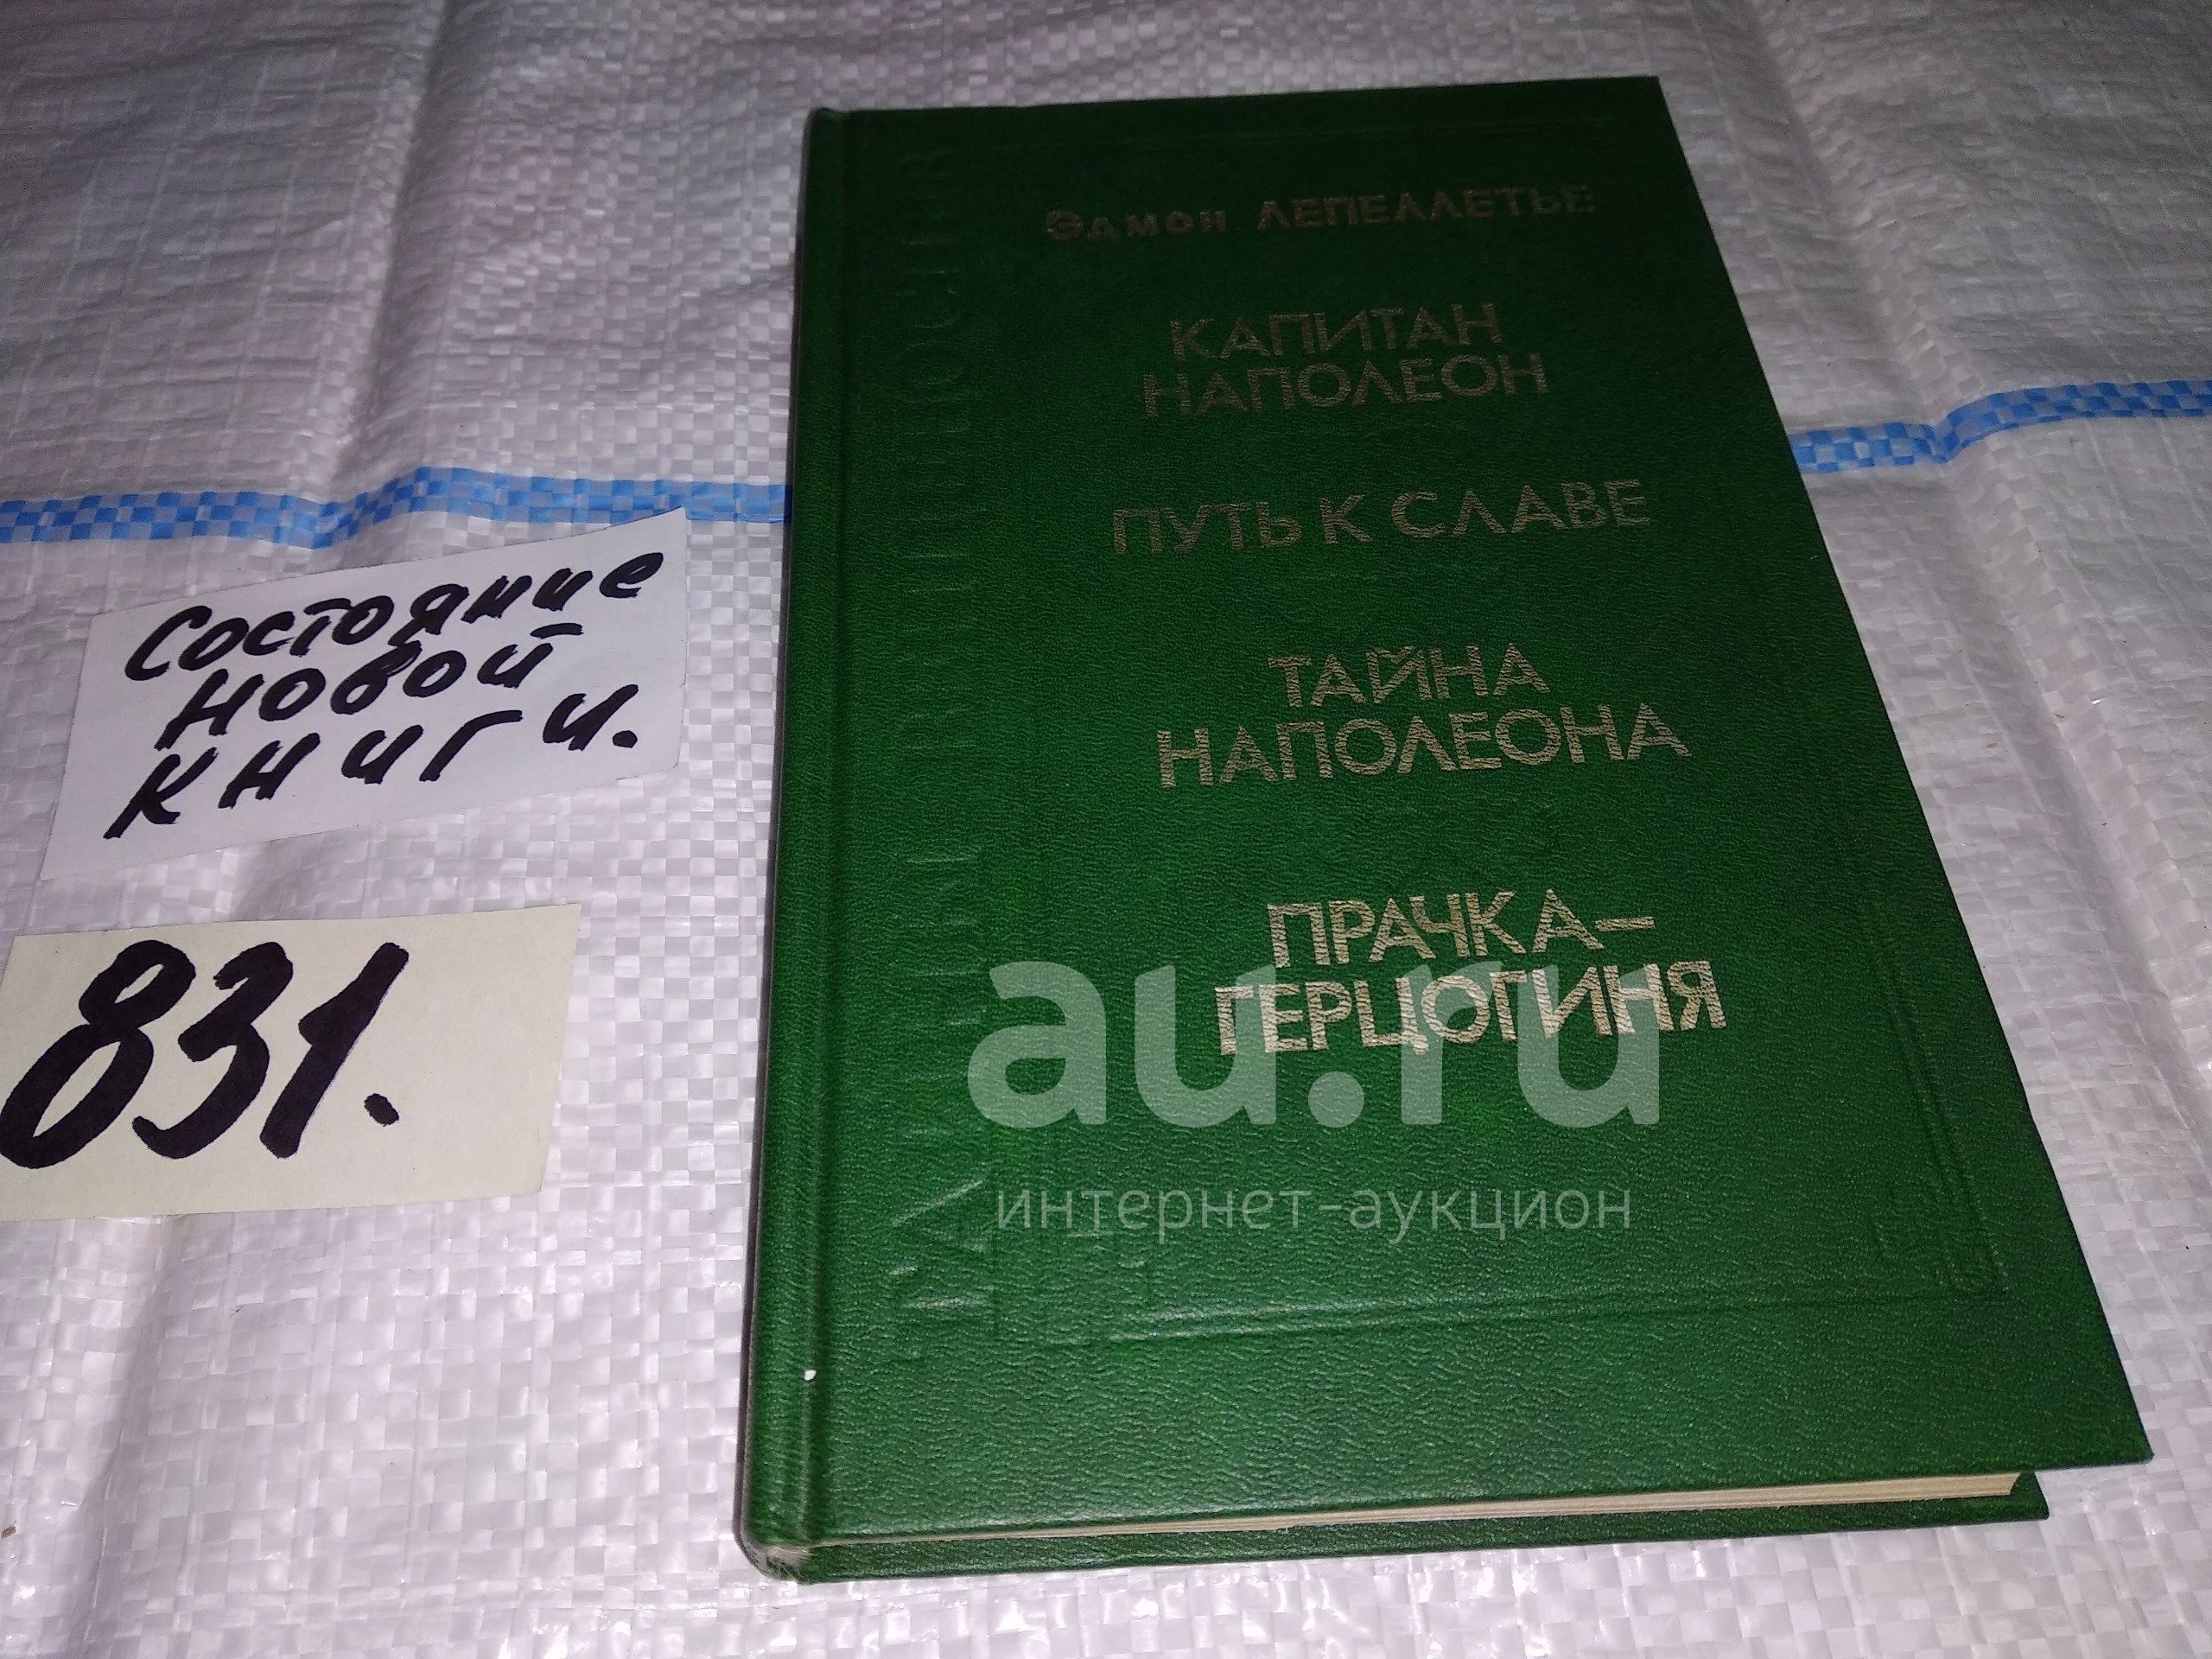 Эдмон ЛЕПЕЛЛЕТЬЕ
КАПИТАН
НАПОЛЕОН
ПУТЬ К СЛАВЕ
ТАЙНА
НАПОЛЕОНА
ПРАЧКА-
ГЕРЦОГИНЯ
Состояние
новой
книги.
831.
au.ru
интернет-аукцион